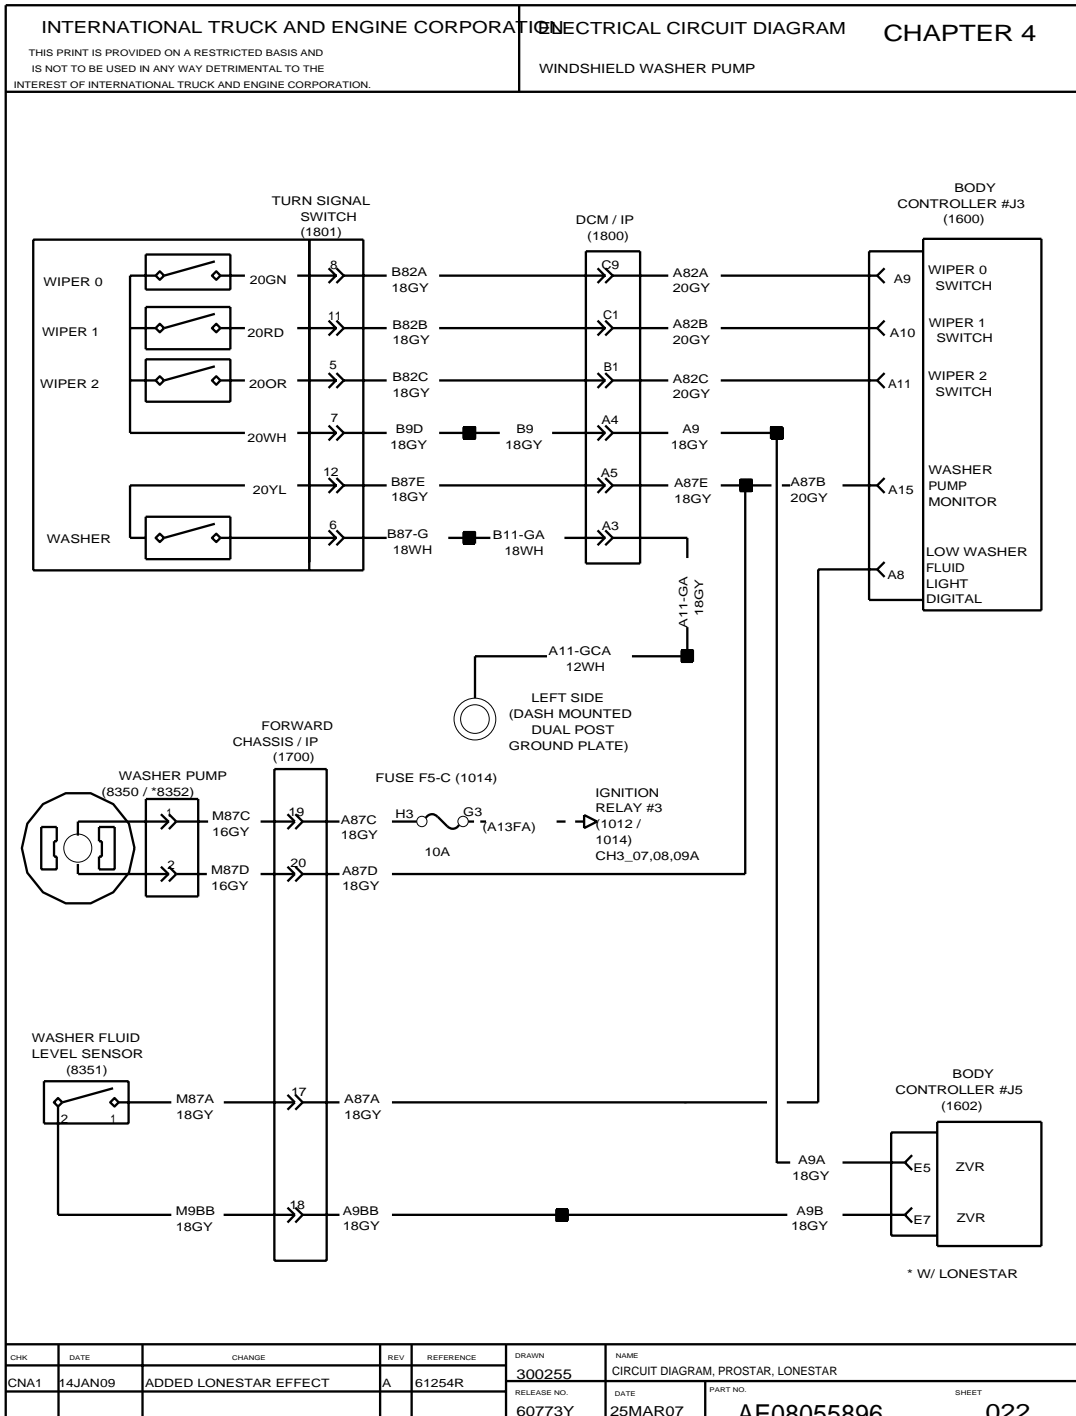 INTERNATIONAL TRUCK AND ENGINE CORPORATION
THIS PRINT IS PROVIDED ON A RESTRICTED BASIS AND
IS NOT TO BE USED IN ANY WAY DETRIMENTAL TO THE
INTEREST OF INTERNATIONAL TRUCK AND ENGINE CORPORATION.
ELECTRICAL CIRCUIT DIAGRAM
CHAPTER 4
WINDSHIELD WASHER PUMP
TURN SIGNAL
SWITCH
(1801)
DCM / IP
(1800)
BODY
CONTROLLER #J3
(1600)
WIPER 0
20GN
8
B82A
18GY
C9
A82A
20GY
A9
WIPER 0
SWITCH
WIPER 1
20RD
11
B82B
18GY
C1
A82B
20GY
A10
WIPER 1
SWITCH
WIPER 2
20OR
5
B82C
18GY
B1
A82C
20GY
A11
WIPER 2
SWITCH
20WH
7
B9D
18GY
B9
18GY
A4
A9
18GY
20YL
12
B87E
18GY
A5
A87E
18GY
A87B
20GY
A15
WASHER
PUMP
MONITOR
WASHER
6
B87-G
18WH
B11-GA
18WH
A3
A8
LOW WASHER
FLUID
LIGHT
DIGITAL
A11-GA
18GY
A11-GCA
12WH
LEFT SIDE
(DASH MOUNTED
DUAL POST
GROUND PLATE)
FORWARD
CHASSIS / IP
(1700)
WASHER PUMP
(8350 / *8352)
FUSE F5-C (1014)
IGNITION
RELAY #3
(1012 /
1014)
CH3_07,08,09A
1
M87C
16GY
19
A87C
18GY
H3
G3
(A13FA)
10A
2
M87D
16GY
20
A87D
18GY
WASHER FLUID
LEVEL SENSOR
(8351)
2
1
M87A
18GY
17
A87A
18GY
BODY
CONTROLLER #J5
(1602)
A9A
18GY
E5
ZVR
M9BB
18GY
18
A9BB
18GY
A9B
18GY
E7
ZVR
* W/ LONESTAR
CHK
DATE
CHANGE
REV
REFERENCE
DRAWN
NAME
CNA1
14JAN09
ADDED LONESTAR EFFECT
A
61254R
300255
CIRCUIT DIAGRAM, PROSTAR, LONESTAR
RELEASE NO.
DATE
PART NO.
SHEET
60773Y
25MAR07
AE08055896
022